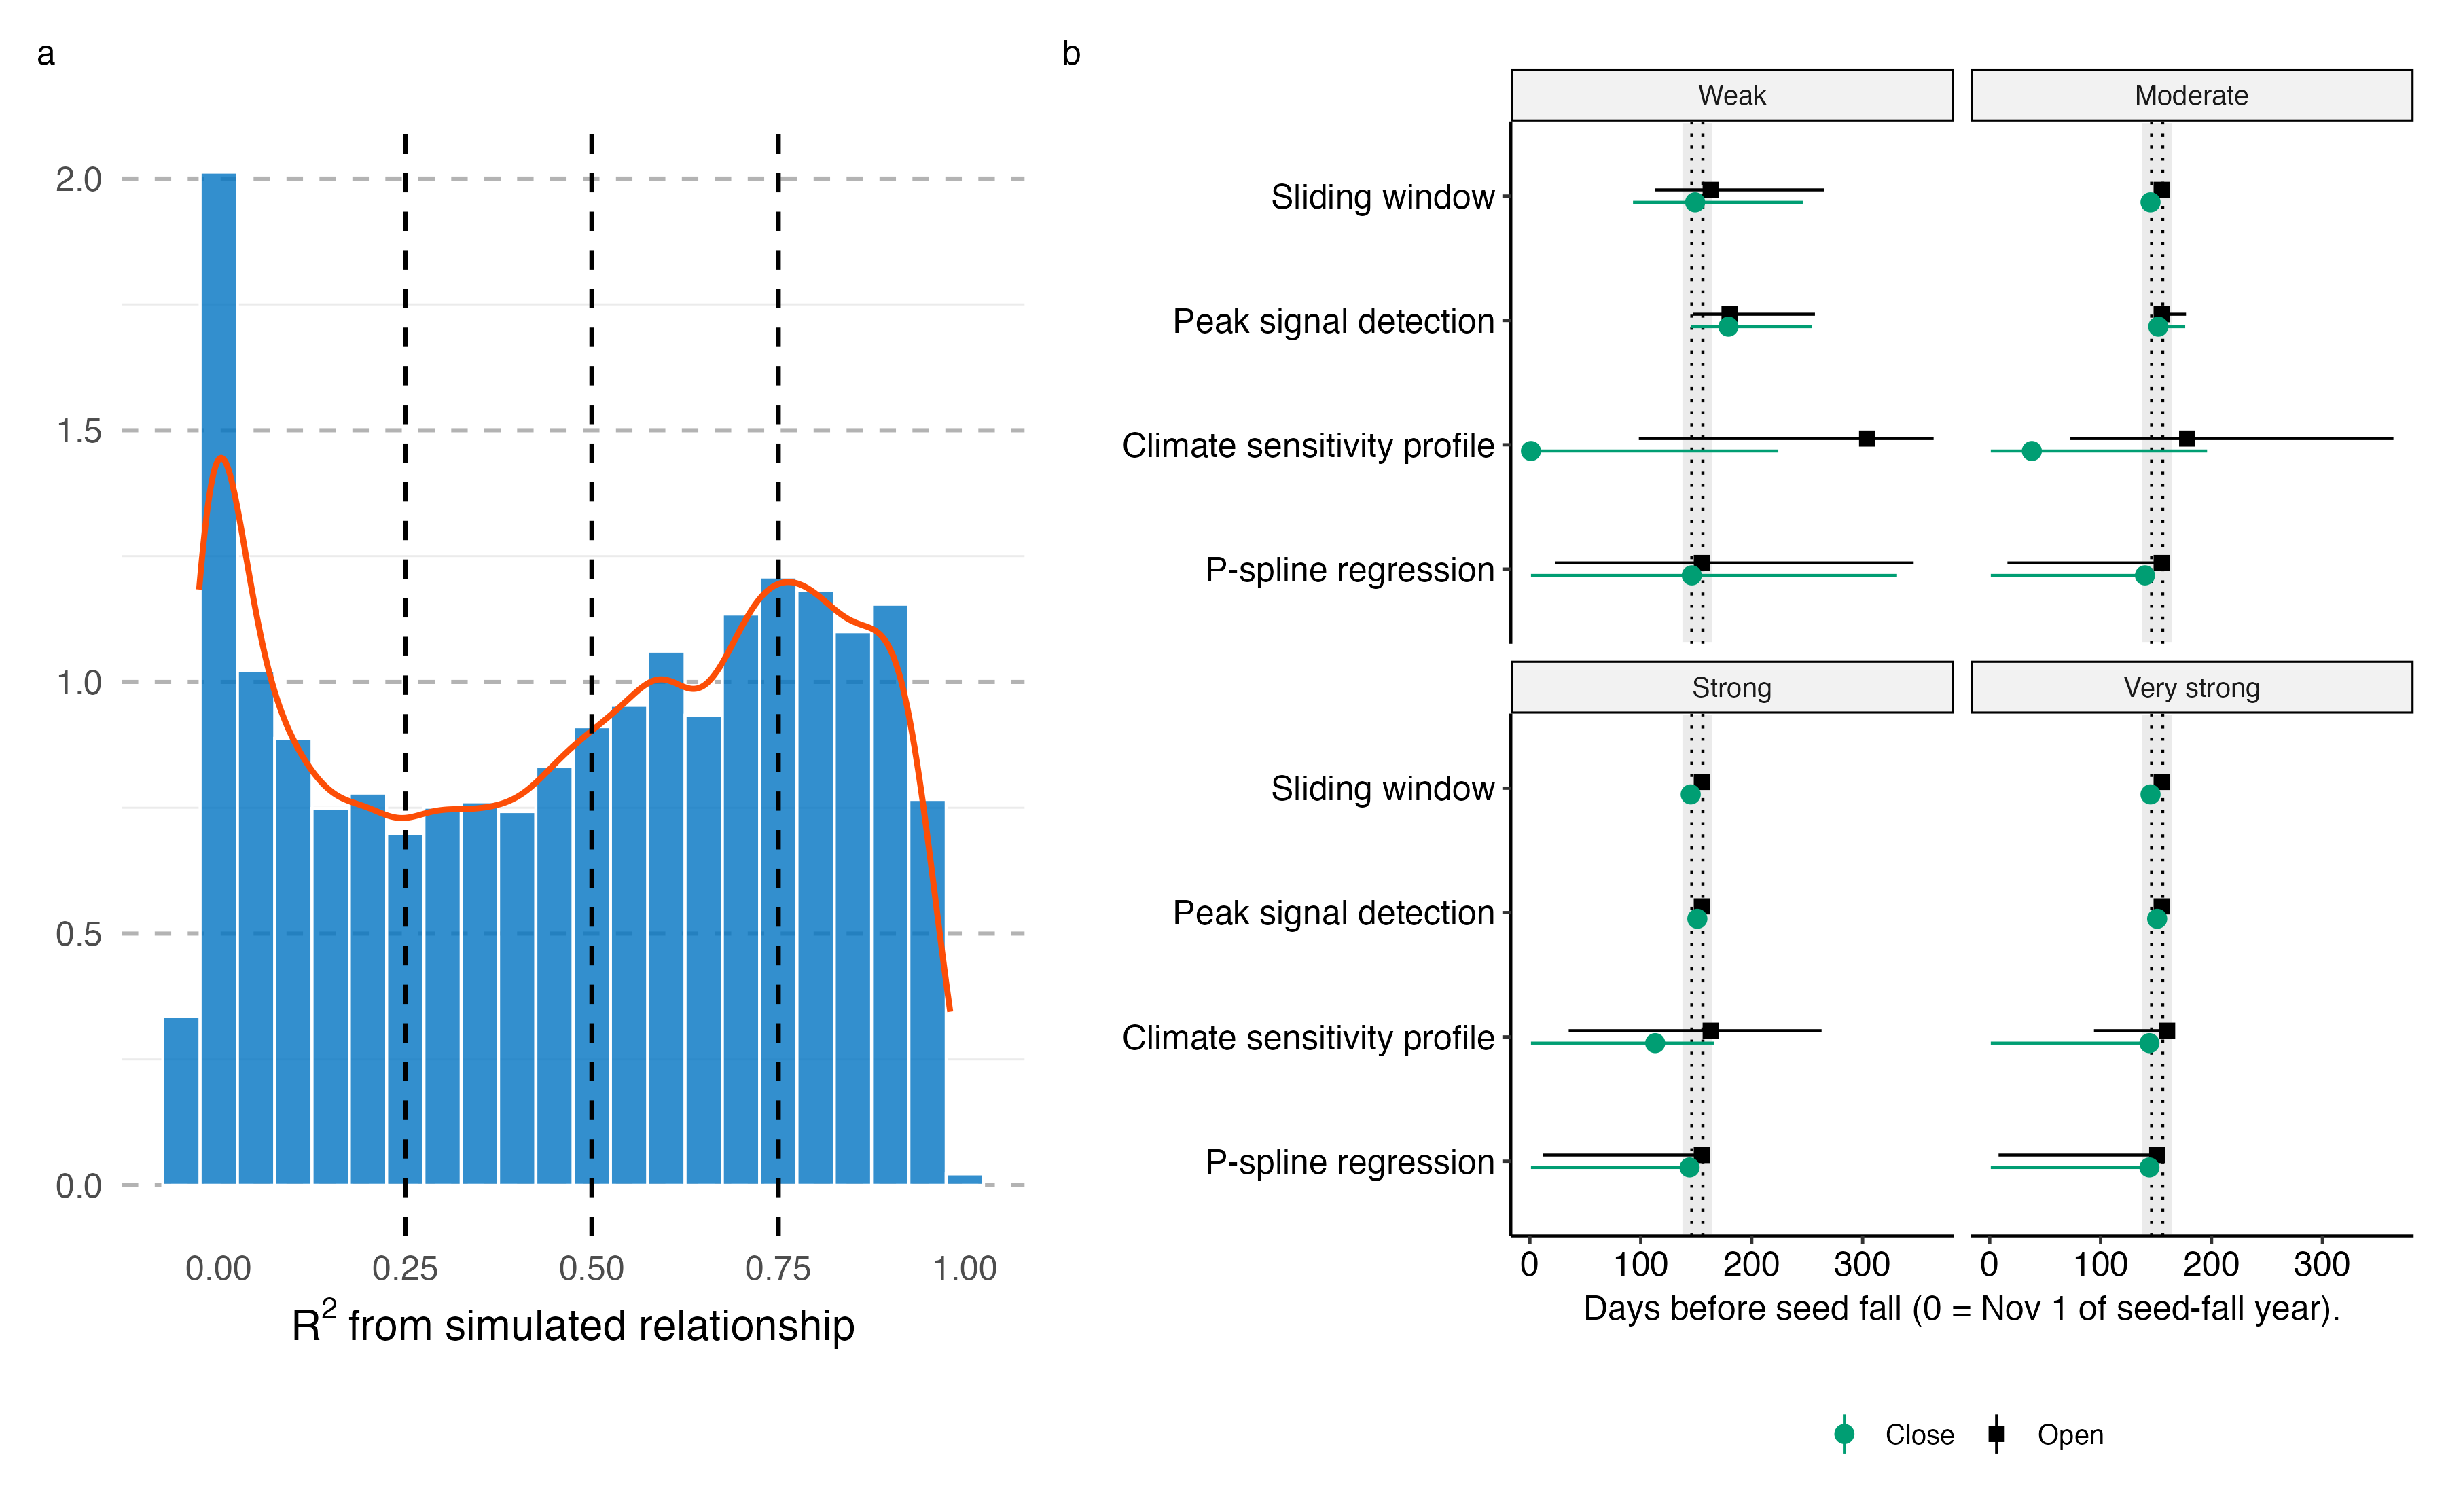 a
2.0
1.5
1.0
0.5
0.0
0.00 0.25 0.50 0.75 1.00
R² from simulated relationship
b
Weak Moderate
Sliding window
Peak signal detection
Climate sensitivity profile
P-spline regression
Strong Very strong
Sliding window
Peak signal detection
Climate sensitivity profile
P-spline regression
0 100 200 300 0 100 200 300
Days before seed fall (0 = Nov 1 of seed-fall year).
Close Open